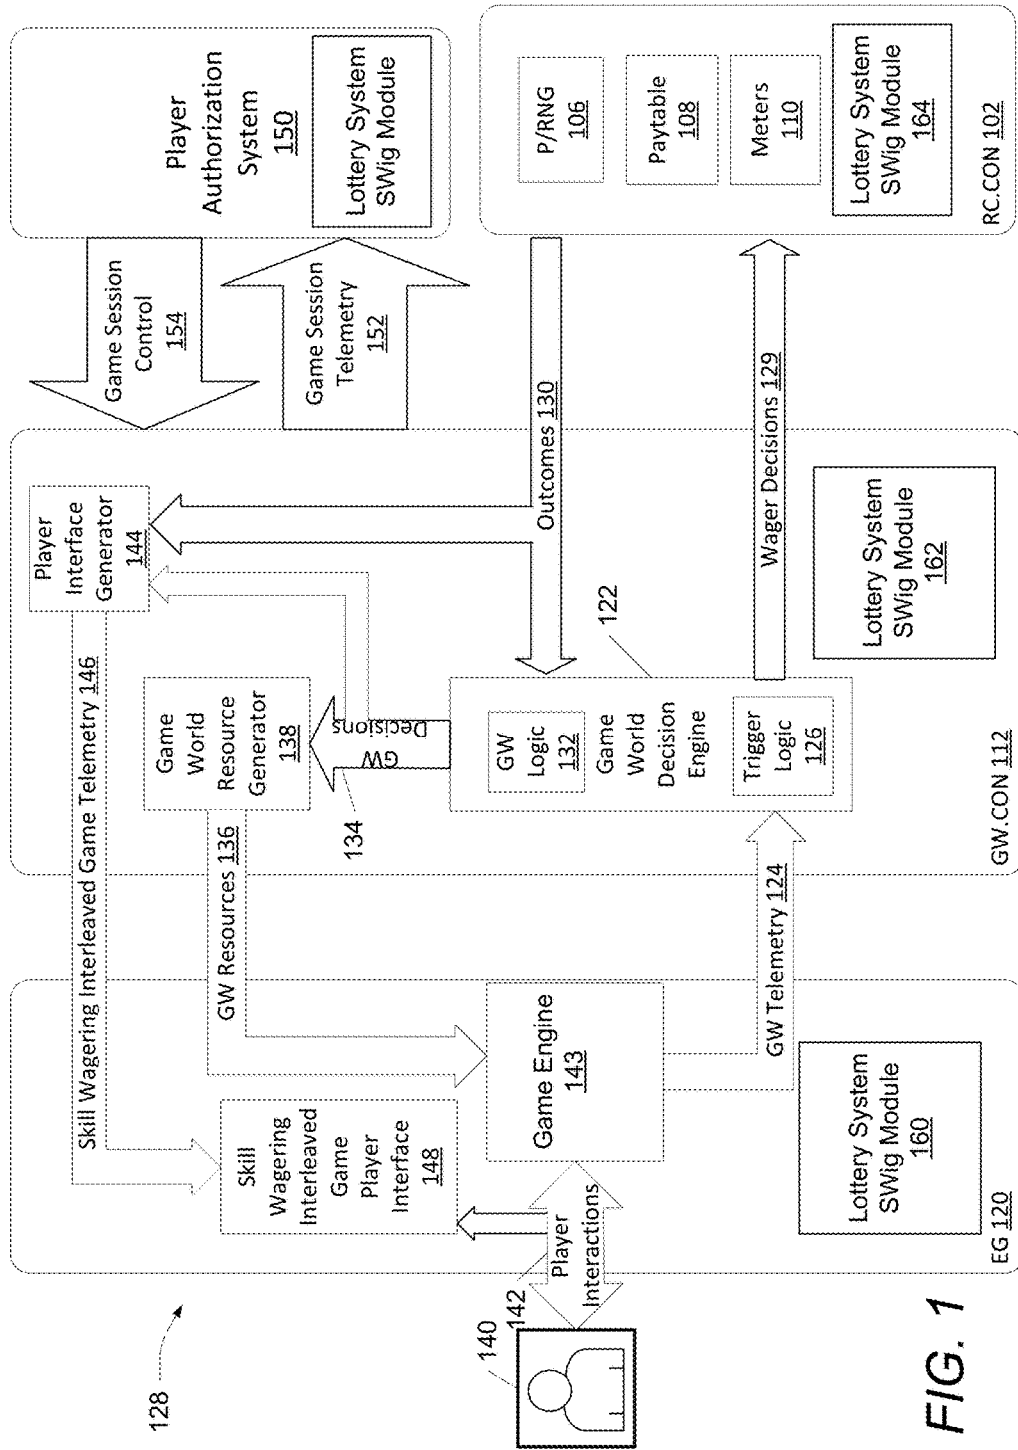 128
140
142
Player
Interactions
Skill
Wagering
Interleaved
Game
Player
Interface
148
Game Engine
143
Lottery System
SWig Module
160
EG 120
Skill Wagering Interleaved Game Telemetry 146
GW Resources 136
GW Telemetry 124
Player
Interface
Generator
144
Game
World
Resource
Generator
138
134
GW
Decisions
122
GW
Logic
132
Game
World
Decision
Engine
Trigger
Logic
126
Lottery System
SWig Module
162
GW.CON 112
Game Session
Control
154
Game Session
Telemetry
152
Outcomes 130
Wager Decisions 129
Player
Authorization
System
150
Lottery System
SWig Module
P/RNG
106
Paytable
108
Meters
110
Lottery System
SWig Module
164
RC.CON 102
FIG. 1